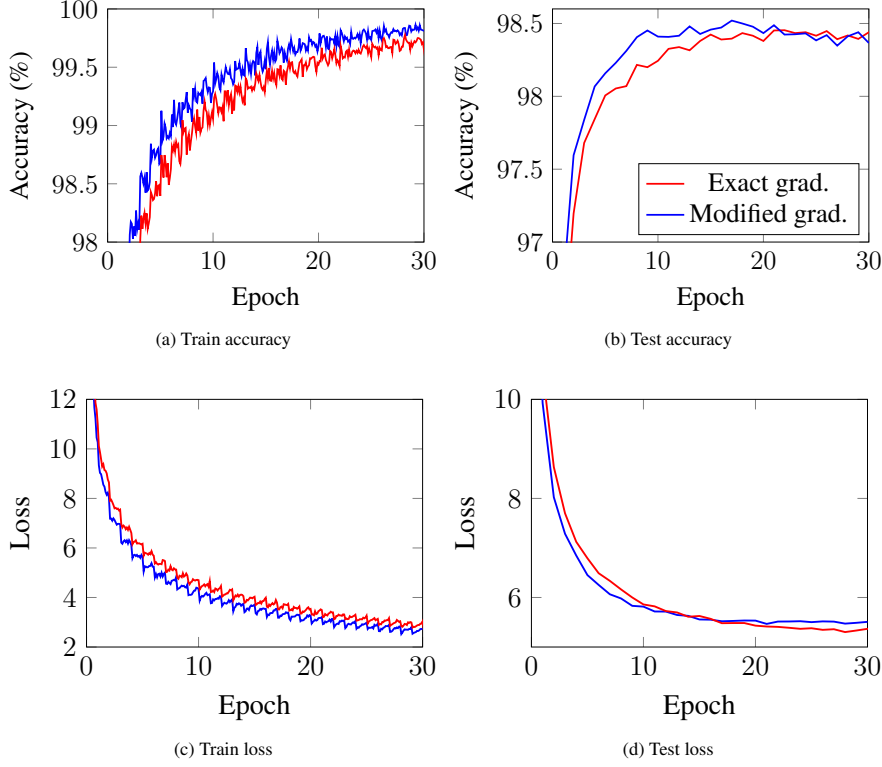 100
99.5
99
98.5
98
0
10
20
30
Accuracy (%)
Epoch
(a) Train accuracy
98.5
98
97.5
97
0
10
20
30
Accuracy (%)
Epoch
Exact grad.
Modified grad.
(b) Test accuracy
12
10
8
6
4
2
0
10
20
30
Loss
Epoch
(c) Train loss
10
8
6
0
10
20
30
Loss
Epoch
(d) Test loss